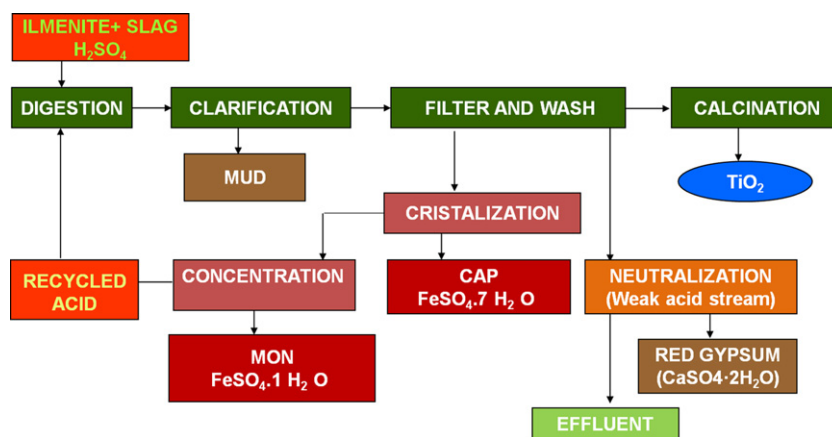 ILMENITE+ SLAG
H₂SO₄
DIGESTION
CLARIFICATION
FILTER AND WASH
CALCINATION
MUD
TiO₂
CRISTALIZATION
RECYCLED
ACID
CONCENTRATION
CAP
FeSO₄.7 H₂ O
NEUTRALIZATION
(Weak acid stream)
MON
FeSO₄.1 H₂ O
RED GYPSUM
(CaSO4·2H₂O)
EFFLUENT